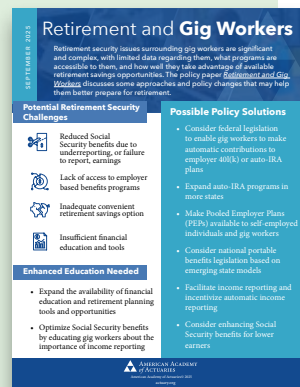 SEPTEMBER 2025
Retirement and Gig Workers
Retirement security issues surrounding gig workers are significant
and complex, with limited data regarding them, what programs are
accessible to them, and how well they take advantage of available
retirement savings opportunities. The policy paper Retirement and Gig
Workers discusses some approaches and policy changes that may help
them better prepare for retirement.
Potential Retirement Security
Challenges
Reduced Social
Security benefits due to
underreporting, or failure
to report, earnings
Lack of access to employer
based benefits programs
Inadequate convenient
retirement savings option
Insufficient financial
education and tools
Enhanced Education Needed
• Expand the availability of financial
education and retirement planning
tools and opportunities
• Optimize Social Security benefits
by educating gig workers about the
importance of income reporting
Possible Policy Solutions
• Consider federal legislation
to enable gig workers to make
automatic contributions to
employer 401(k) or auto-IRA
plans
• Expand auto-IRA programs in
more states
• Make Pooled Employer Plans
(PEPs) available to self-employed
individuals and gig workers
• Consider national portable
benefits legislation based on
emerging state models
• Facilitate income reporting and
incentivize automatic income
reporting
• Consider enhancing Social
Security benefits for lower
earners
American Academy
of Actuaries
American Academy of Actuaries© 2025
actuary.org